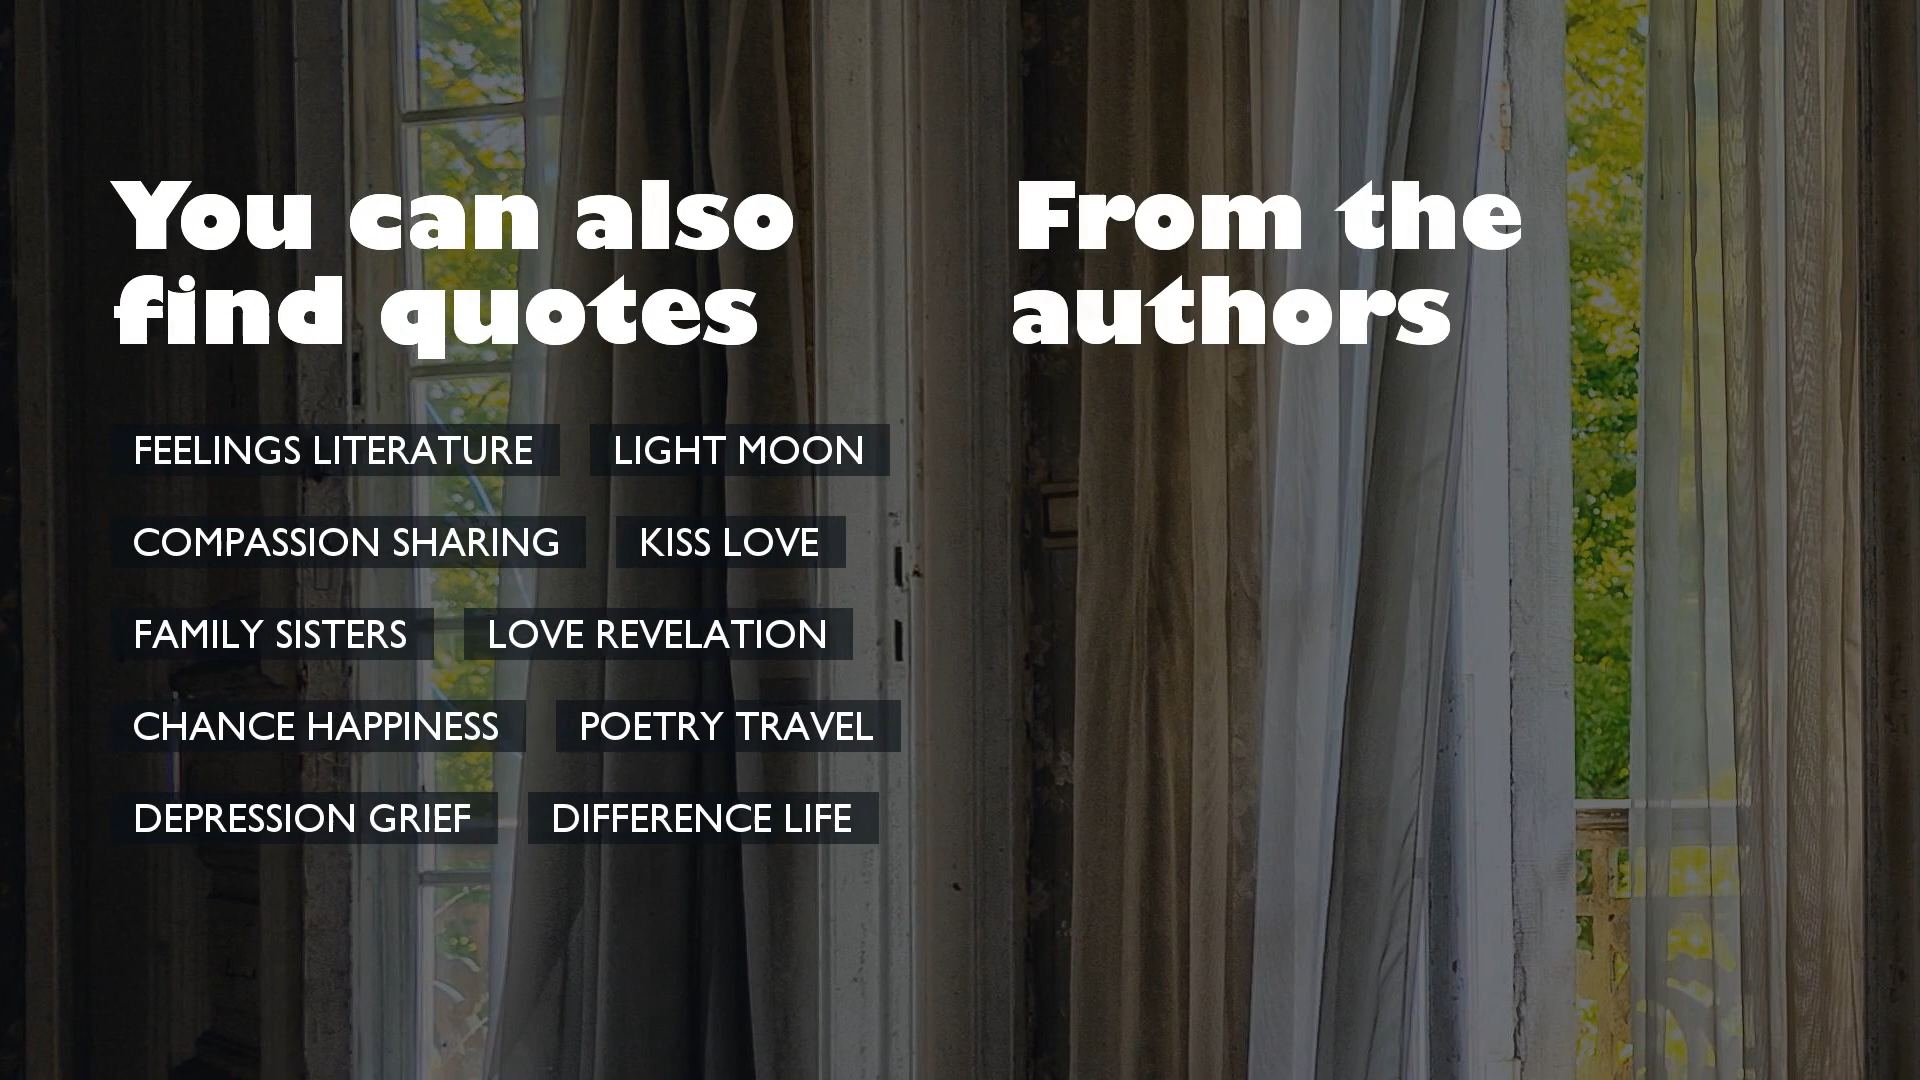 You can also
find quotes
FEELINGS LITERATURE
LIGHT MOON
COMPASSION SHARING
KISS LOVE
FAMILY SISTERS
LOVE REVELATION
CHANCE HAPPINESS
POETRY TRAVEL
DEPRESSION GRIEF
DIFFERENCE LIFE
From the
authors